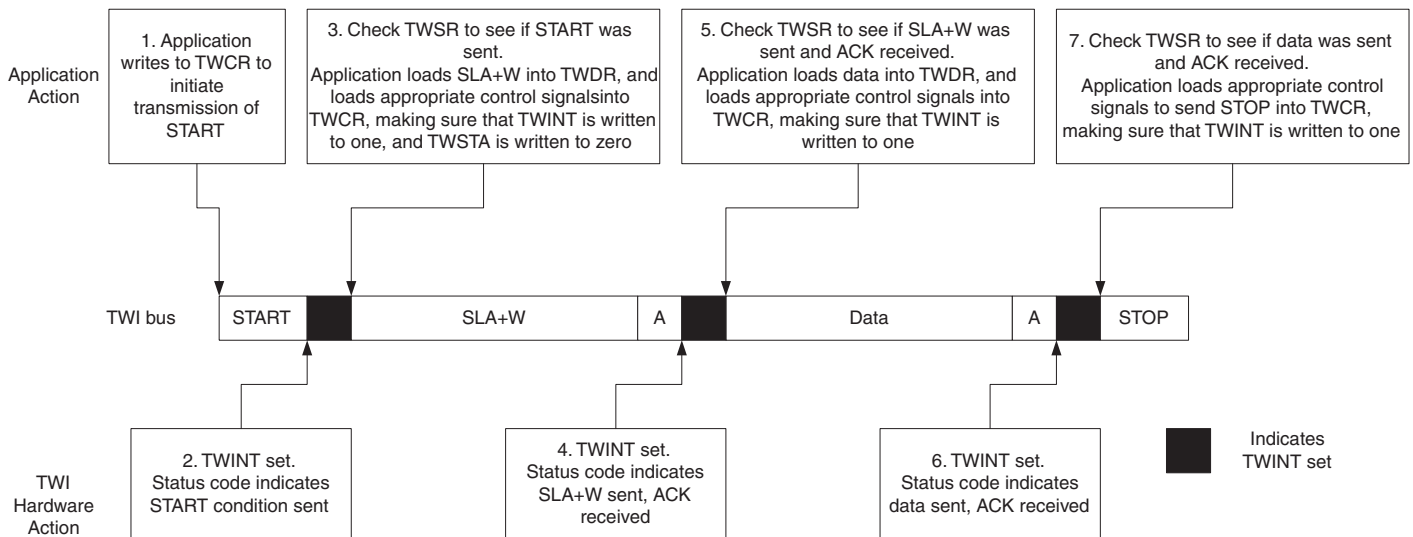 Application
Action
1. Application
writes to TWCR to
initiate
transmission of
START
3. Check TWSR to see if START was
sent.
Application loads SLA+W into TWDR, and
loads appropriate control signalsinto
TWCR, making sure that TWINT is written
to one, and TWSTA is written to zero
5. Check TWSR to see if SLA+W was
sent and ACK received.
Application loads data into TWDR, and
loads appropriate control signals into
TWCR, making sure that TWINT is
written to one
7. Check TWSR to see if data was sent
and ACK received.
Application loads appropriate control
signals to send STOP into TWCR,
making sure that TWINT is written to one
TWI bus
START
SLA+W
A
Data
A
STOP
TWI
Hardware
Action
2. TWINT set.
Status code indicates
START condition sent
4. TWINT set.
Status code indicates
SLA+W sent, ACK
received
6. TWINT set.
Status code indicates
data sent, ACK received
Indicates
TWINT set